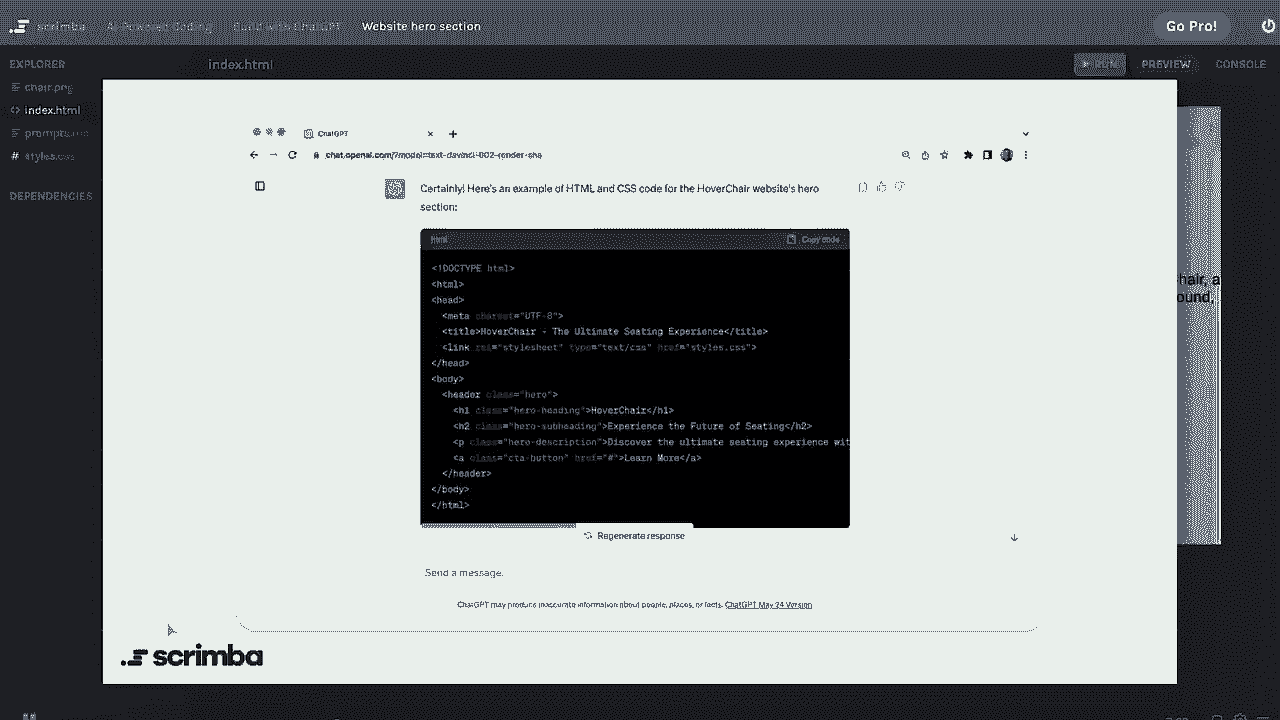 scrimba AI-Powered Coding Build with ChatGPT Website hero section Go Pro!
EXPLORER index.html RUN PREVIEW CONSOLE
chair.png
<> index.html
prompts.md
# styles.css
DEPENDENCIES
ChatGPT
chat.openai.com/?model=text-davinci-002-render-sha
Certainly! Here's an example of HTML and CSS code for the HoverChair website's hero
section:
html Copy code
<!DOCTYPE html>
<html>
<head>
<meta charset="UTF-8">
<title>HoverChair - The Ultimate Seating Experience</title>
<link rel="stylesheet" type="text/css" href="styles.css">
</head>
<body>
<header class="hero">
<h1 class="hero-heading">HoverChair</h1>
<h2 class="hero-subheading">Experience the Future of Seating</h2>
<p class="hero-description">Discover the ultimate seating experience wit
<a class="cta-button" href="#">Learn More</a>
</header>
</body>
</html>
hair, a
ound,
Regenerate response
Send a message.
ChatGPT may produce inaccurate information about people, places, or facts. ChatGPT May 24 Version
scrimba